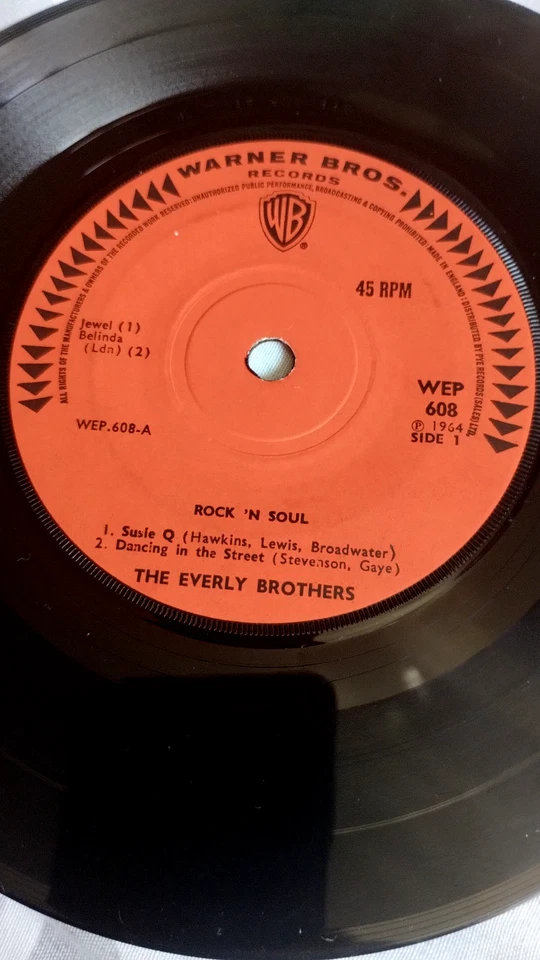 WARNER BROS.
RECORDS
ALL RIGHTS OF THE MANUFACTURERS & OWNERS OF THE RECORDED WORK RESERVED: UNAUTHORIZED PUBLIC PERFORMANCE, BROADCASTING & COPYING PROHIBITED: MADE IN ENGLAND: DISTRIBUTED BY PYE RECORDS (SALES) LTD.
WB
®
45 RPM
Jewel (1)
Belinda
(Ldn) (2)
WEP
608
℗ 1964
SIDE 1
WEP.608-A
ROCK 'N SOUL
1. Susie Q (Hawkins, Lewis, Broadwater)
2. Dancing in the Street (Stevenson, Gaye)
THE EVERLY BROTHERS